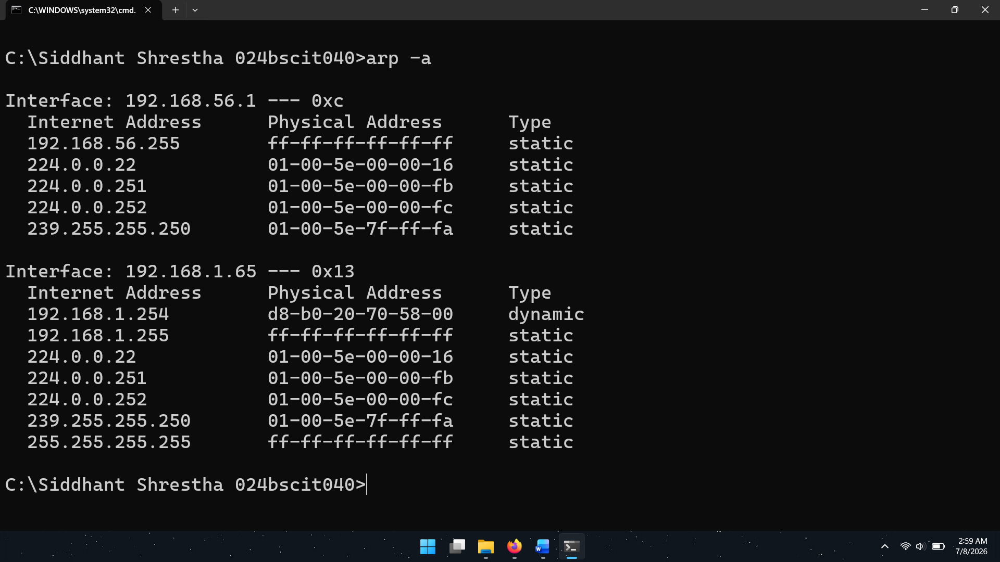 C:\WINDOWS\system32\cmd.
C:\Siddhant Shrestha 024bscit040>arp -a
Interface: 192.168.56.1 --- 0xc
  Internet Address      Physical Address      Type
  192.168.56.255        ff-ff-ff-ff-ff-ff     static
  224.0.0.22            01-00-5e-00-00-16     static
  224.0.0.251           01-00-5e-00-00-fb     static
  224.0.0.252           01-00-5e-00-00-fc     static
  239.255.255.250       01-00-5e-7f-ff-fa     static
Interface: 192.168.1.65 --- 0x13
  Internet Address      Physical Address      Type
  192.168.1.254         d8-b0-20-70-58-00     dynamic
  192.168.1.255         ff-ff-ff-ff-ff-ff     static
  224.0.0.22            01-00-5e-00-00-16     static
  224.0.0.251           01-00-5e-00-00-fb     static
  224.0.0.252           01-00-5e-00-00-fc     static
  239.255.255.250       01-00-5e-7f-ff-fa     static
  255.255.255.255       ff-ff-ff-ff-ff-ff     static
C:\Siddhant Shrestha 024bscit040>
2:59 AM
7/8/2026